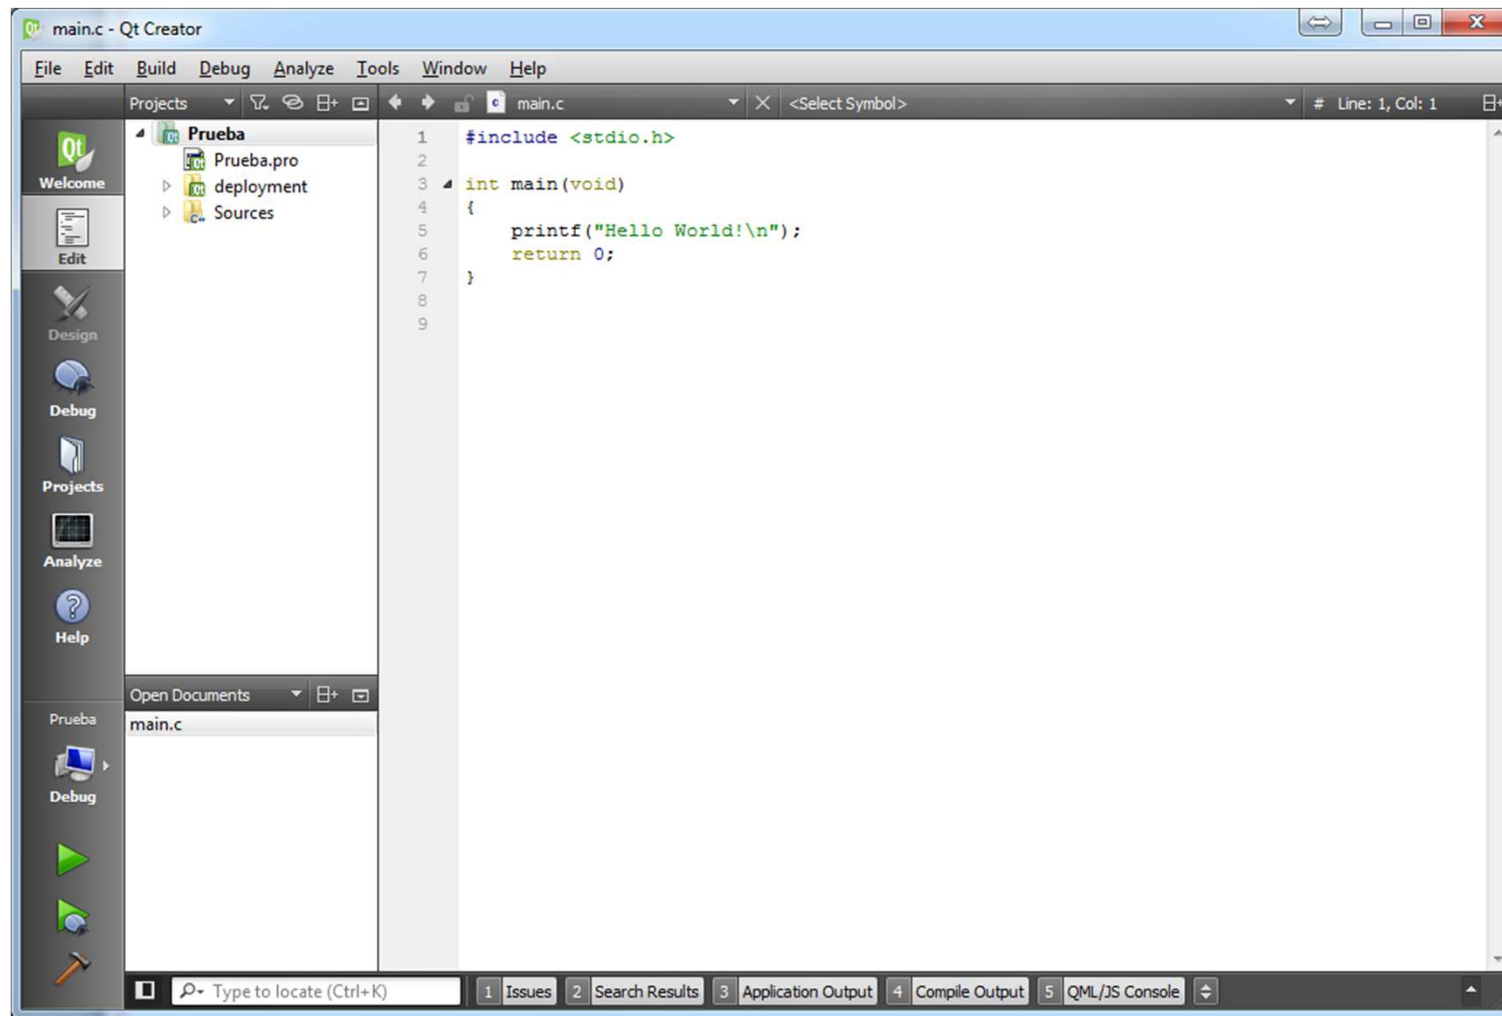 main.c - Qt Creator
File Edit Build Debug Analyze Tools Window Help
Projects main.c <Select Symbol> # Line: 1, Col: 1
Welcome
Edit
Design
Debug
Projects
Analyze
Help
Prueba
Debug
Prueba
Prueba.pro
deployment
Sources
Open Documents
main.c
1 #include <stdio.h>
2
3 int main(void)
4 {
5 printf("Hello World!\n");
6 return 0;
7 }
8
9
Type to locate (Ctrl+K) 1 Issues 2 Search Results 3 Application Output 4 Compile Output 5 QML/JS Console